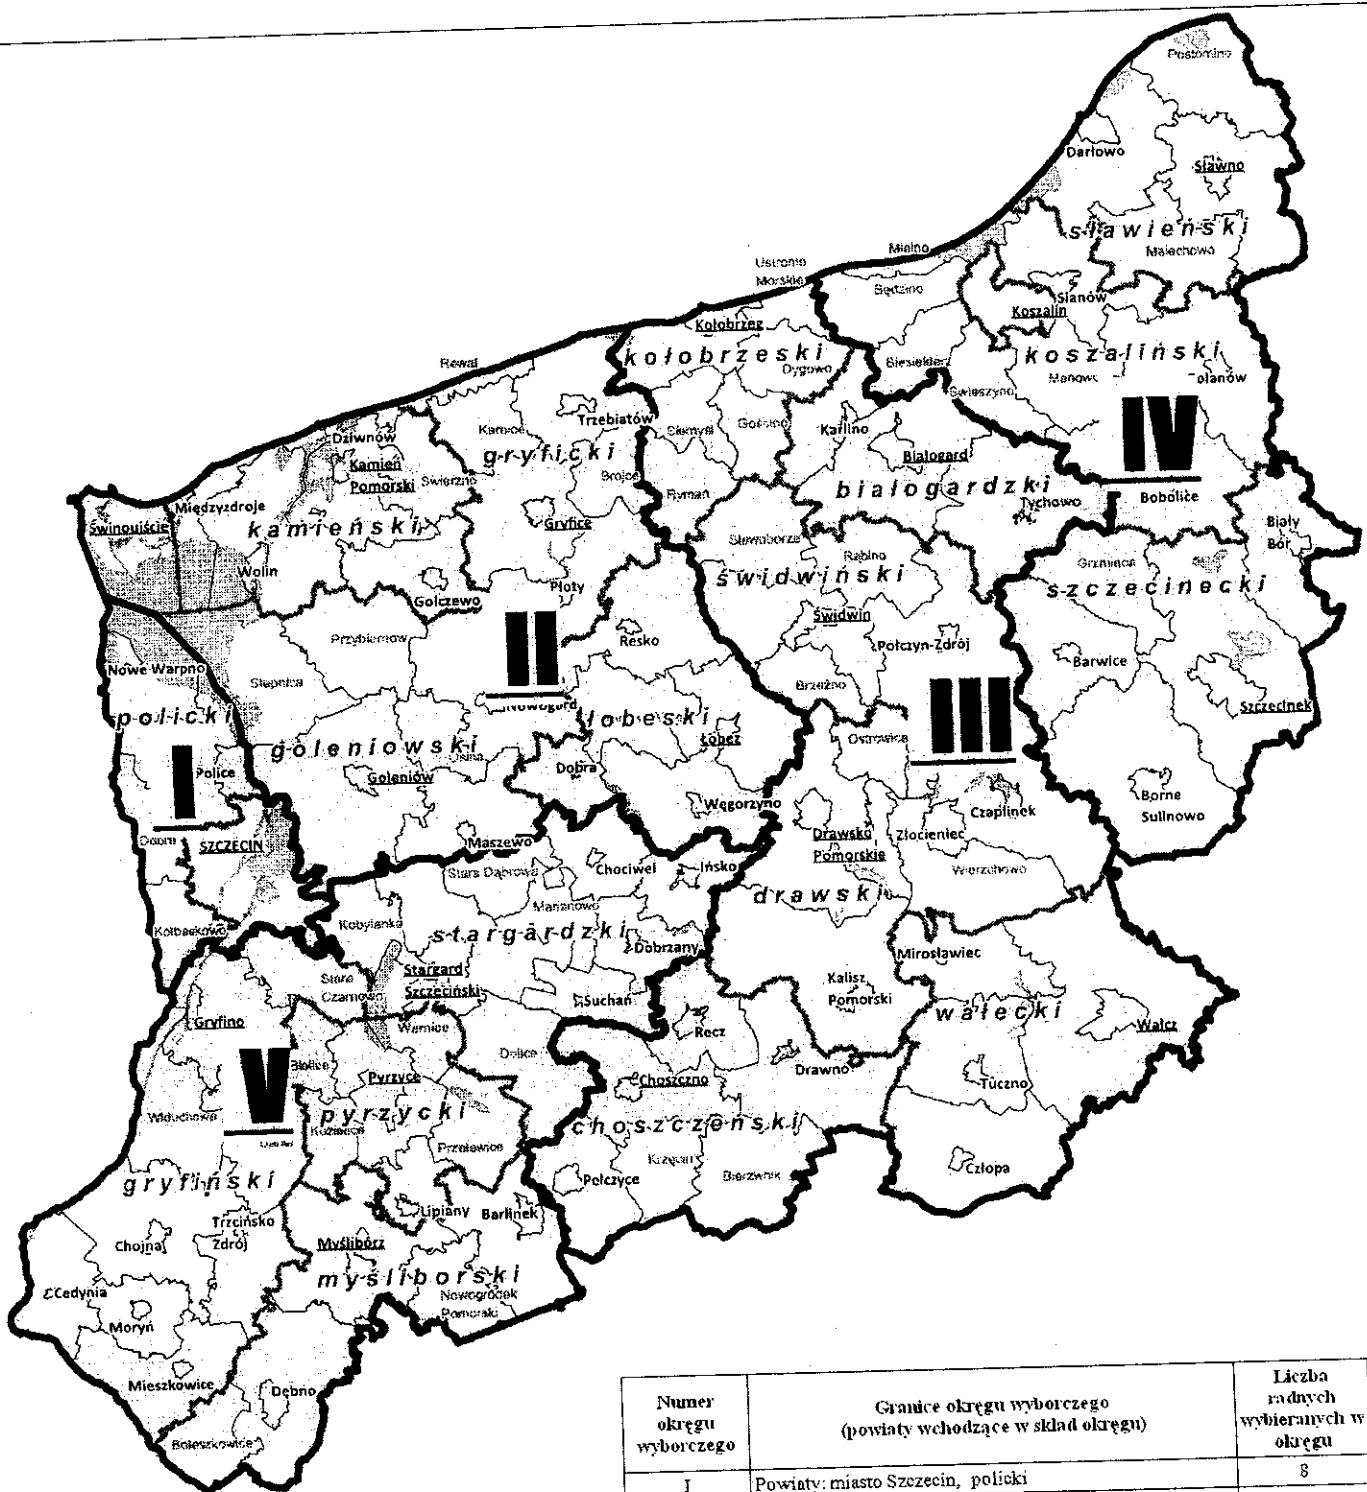 Postomino
Darłowo
Sławno
sławieński
Malechowo
Mielno
Ustronie
Morskie
Będzino
Sianów
Koszalin
Kołobrzeg
kołobrzeski
Dygowo
Biesiekierz
koszaliński
Manowo
Polanów
Świeszyno
IV
Rewal
Trzebiatów
Karnice
gryficki
Brojce
Siemyśl
Gościno
Karlino
Białogard
białogardzki
Tychowo
Bobolice
Biały
Bór
Dziwnów
Kamień
Pomorski
Świerzno
Międzyzdroje
Świnoujście
kamieński
Gryfice
Rymań
Sławoborze
Rąbino
świdwiński
Grzmiąca
szczecinecki
Wolin
Golczewo
Płoty
Świdwin
Połczyn-Zdrój
Przybiernów
II
Resko
Barwice
Nowe Warpno
Stepnica
Brzeżno
III
Szczecinek
policki
Nowogard
łobeski
Łobez
Ostrowice
goleniowski
Osina
I
Police
Goleniów
Dobra
Węgorzyno
Czaplinek
Borne
Sulinowo
Dobra
SZCZECIN
Maszewo
Drawsko
Pomorskie
Złocieniec
Stara Dąbrowa
Chociwel
Ińsko
Wierzchowo
drawski
Marianowo
Kołbaskowo
Kobylanka
stargardzki
Dobrzany
Mirosławiec
Stare
Czarnowo
Stargard
Szczeciński
Suchań
Kalisz
Pomorski
wałecki
Wałcz
Gryfino
Warnice
Recz
Dolice
Drawno
Tuczno
V
Bielice
Pyrzyce
Choszczno
Widuchowa
pyrzycki
Kozielice
choszczeński
Przelewice
Krzęcin
Bierzwnik
Człopa
gryfiński
Pełczyce
Trzcińsko
Zdrój
Lipiany
Barlinek
Chojna
Myślibórz
myśliborski
Cedynia
Nowogródek
Pomorski
Moryń
Mieszkowice
Dębno
Boleszkowice
Numer
okręgu
wyborczego
Granice okręgu wyborczego
(powiaty wchodzące w skład okręgu)
Liczba
radnych
wybieranych w
okręgu
I
Powiaty: miasto Szczecin, policki
8